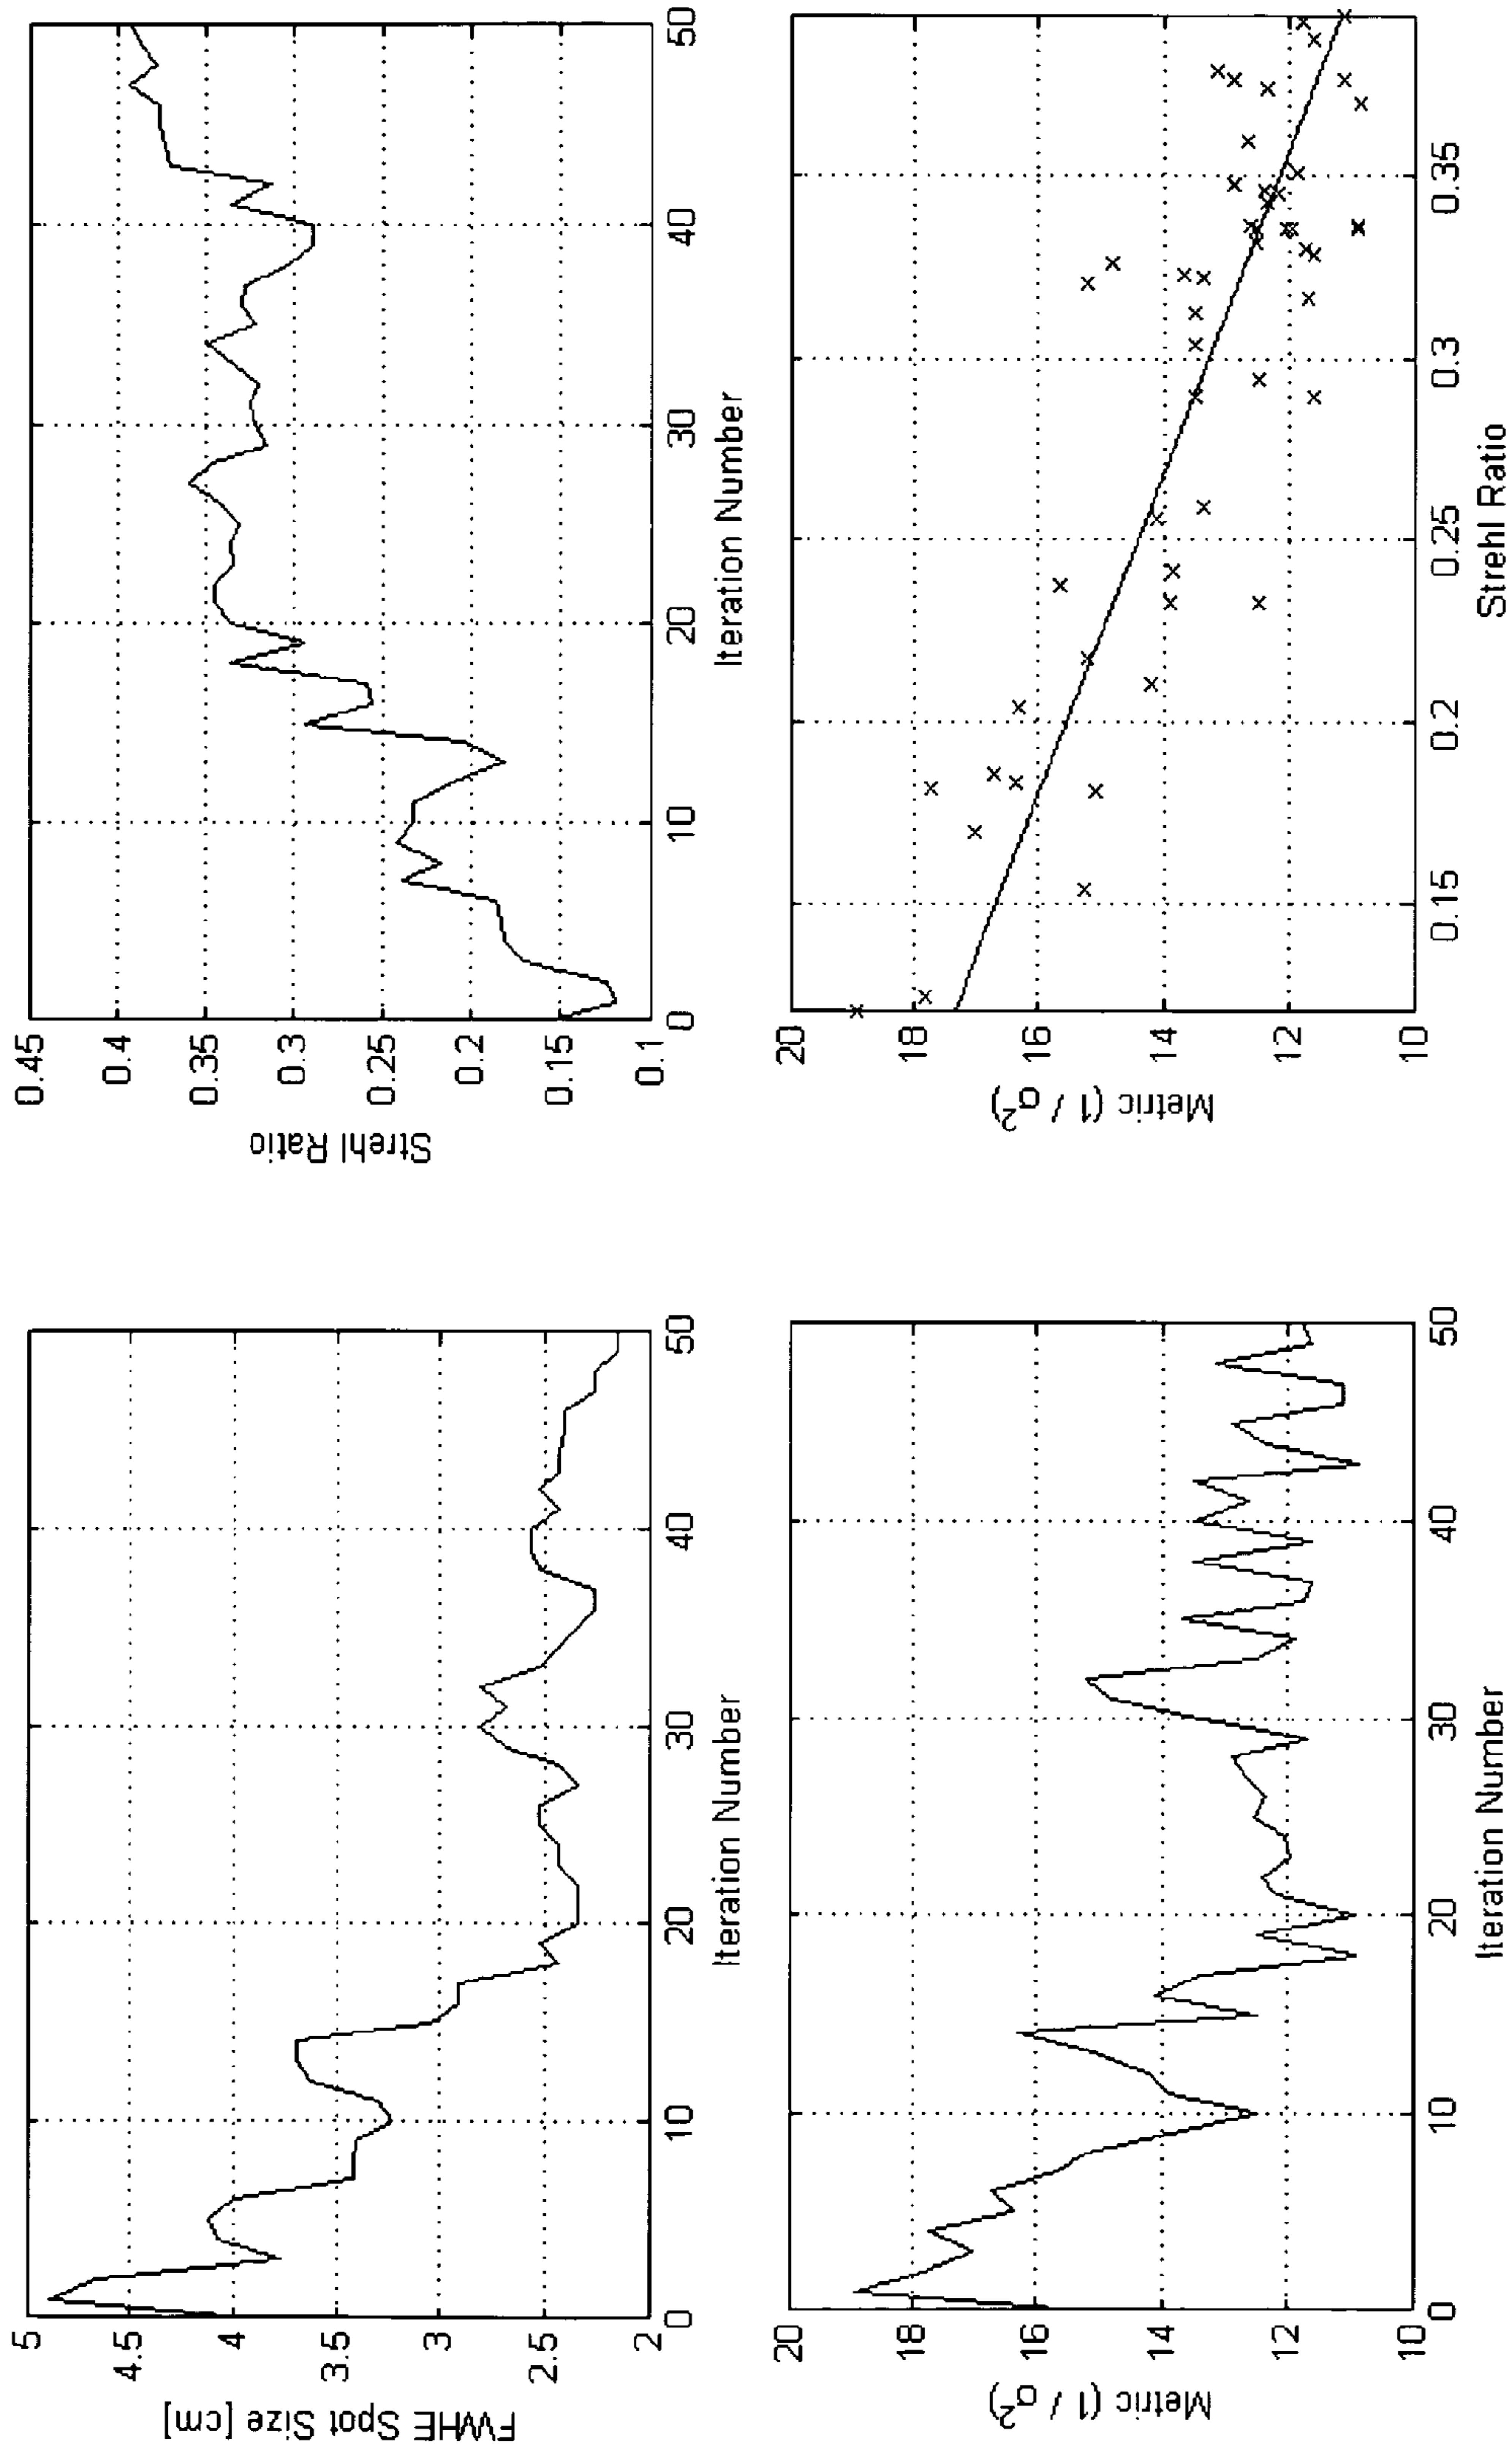 FWHE Spot Size [cm]
5
4.5
4
3.5
3
2.5
2
0 10 20 30 40 50
Iteration Number
Strehl Ratio
0.45
0.4
0.35
0.3
0.25
0.2
0.15
0.1
0 10 20 30 40 50
Iteration Number
Metric (1 / σ²)
20
18
16
14
12
10
0 10 20 30 40 50
Iteration Number
Metric (1 / σ²)
20
18
16
14
12
10
0.15 0.2 0.25 0.3 0.35
Strehl Ratio